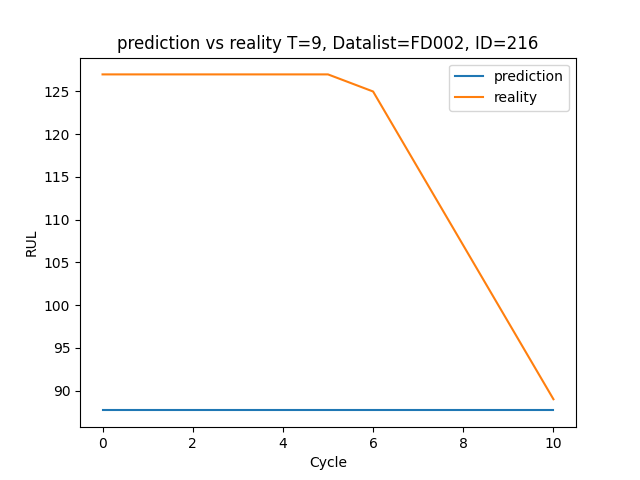 prediction vs reality T=9, Datalist=FD002, ID=216
prediction
reality
125
120
115
110
105
100
95
90
RUL
0 2 4 6 8 10
Cycle